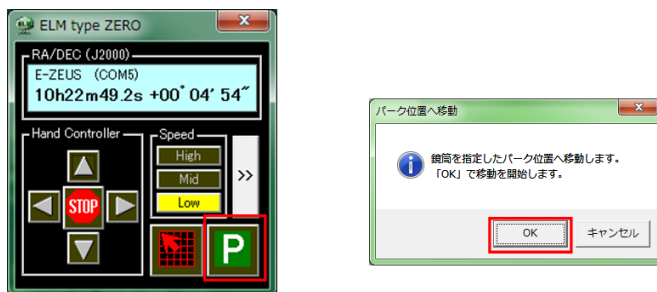 ELM type ZERO
RA/DEC (J2000)
E-ZEUS (COM5)
10h22m49.2s +00°04′54″
Hand Controller
Speed
High
Mid
Low
>>
STOP
P
パーク位置へ移動
鏡筒を指定したパーク位置へ移動します。
「OK」で移動を開始します。
OK
キャンセル